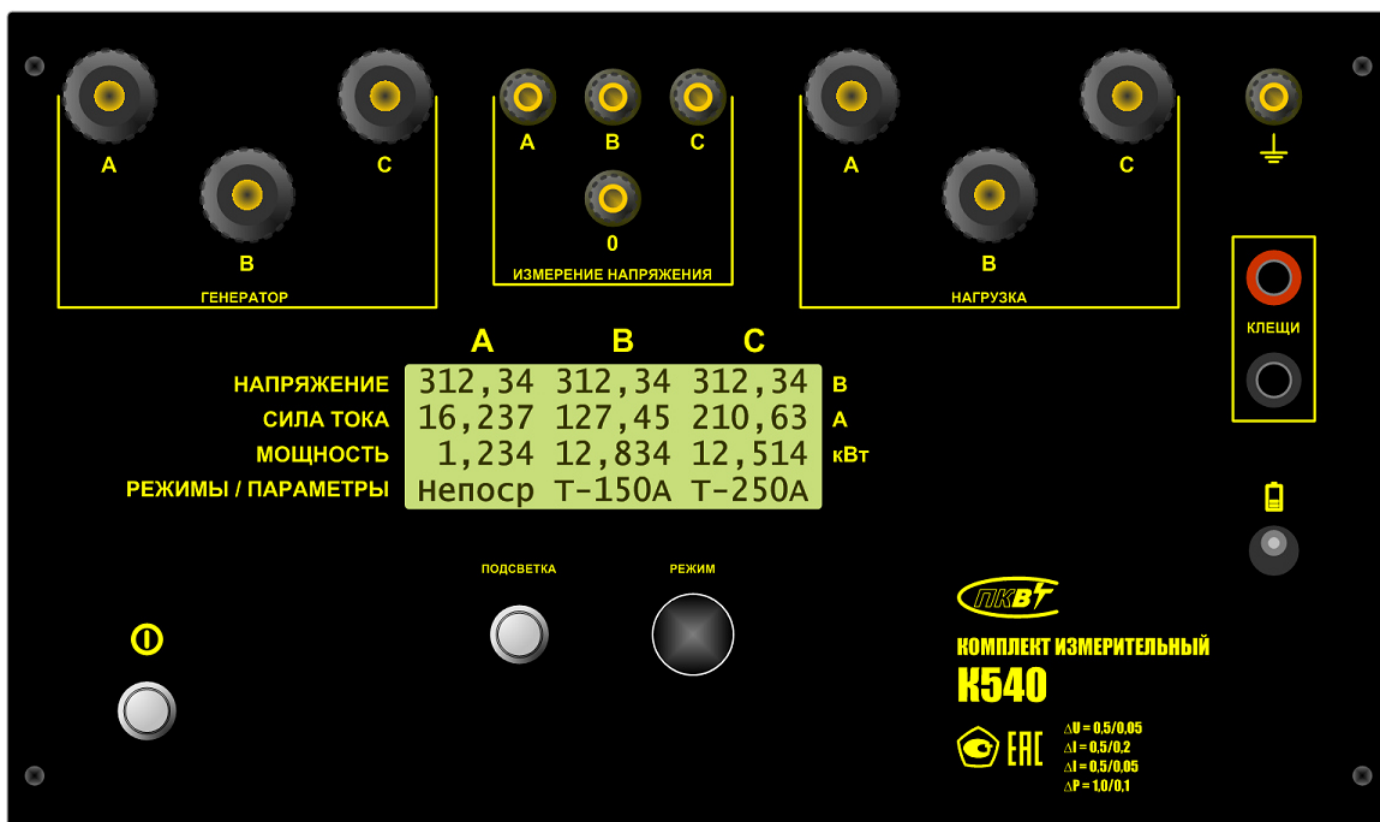 А С
В
ГЕНЕРАТОР
А В С
0
ИЗМЕРЕНИЕ НАПРЯЖЕНИЯ
А С
В
НАГРУЗКА
КЛЕЩИ
А В С
НАПРЯЖЕНИЕ 312,34 312,34 312,34 В
СИЛА ТОКА 16,237 127,45 210,63 А
МОЩНОСТЬ 1,234 12,834 12,514 кВт
РЕЖИМЫ / ПАРАМЕТРЫ Непоср Т-150А Т-250А
ПОДСВЕТКА РЕЖИМ
ПКВТ
КОМПЛЕКТ ИЗМЕРИТЕЛЬНЫЙ
К540
ЕАС
ΔU = 0,5/0,05
ΔI = 0,5/0,2
ΔI = 0,5/0,05
ΔP = 1,0/0,1